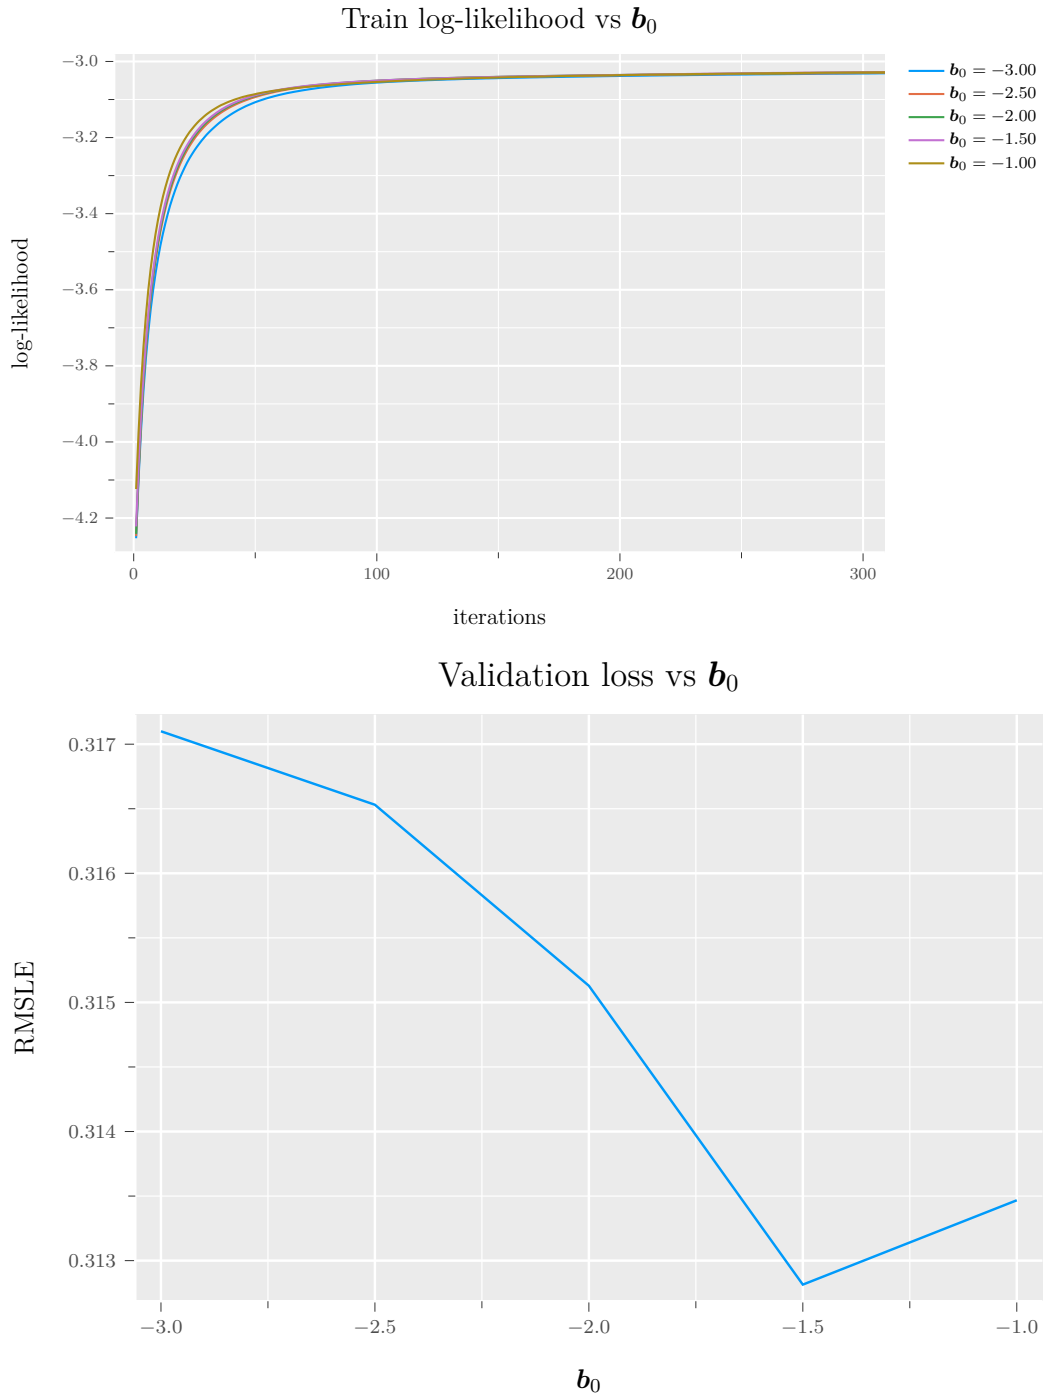 Train log-likelihood vs b₀
−3.0
−3.2
−3.4
−3.6
−3.8
−4.0
−4.2
log-likelihood
0 100 200 300
iterations
b₀ = −3.00
b₀ = −2.50
b₀ = −2.00
b₀ = −1.50
b₀ = −1.00
Validation loss vs b₀
0.317
0.316
0.315
0.314
0.313
RMSLE
−3.0 −2.5 −2.0 −1.5 −1.0
b₀